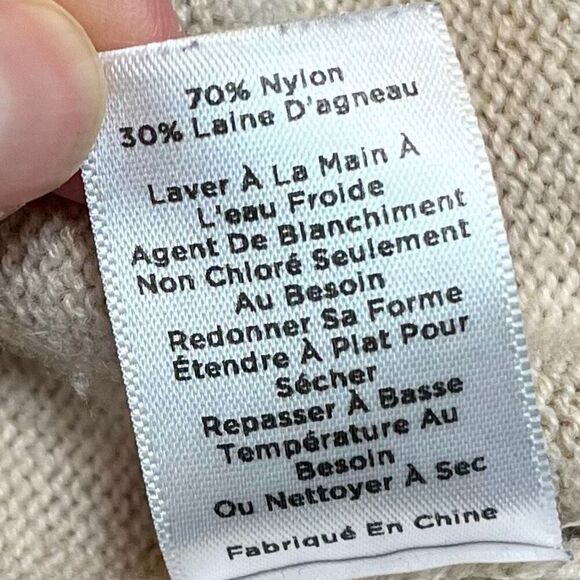 70% Nylon
30% Laine D'agneau
Laver À La Main À
L'eau Froide
Agent De Blanchiment
Non Chloré Seulement
Au Besoin
Redonner Sa Forme
Étendre À Plat Pour
Sécher
Repasser À Basse
Température Au
Besoin
Ou Nettoyer À Sec
Fabriqué En Chine